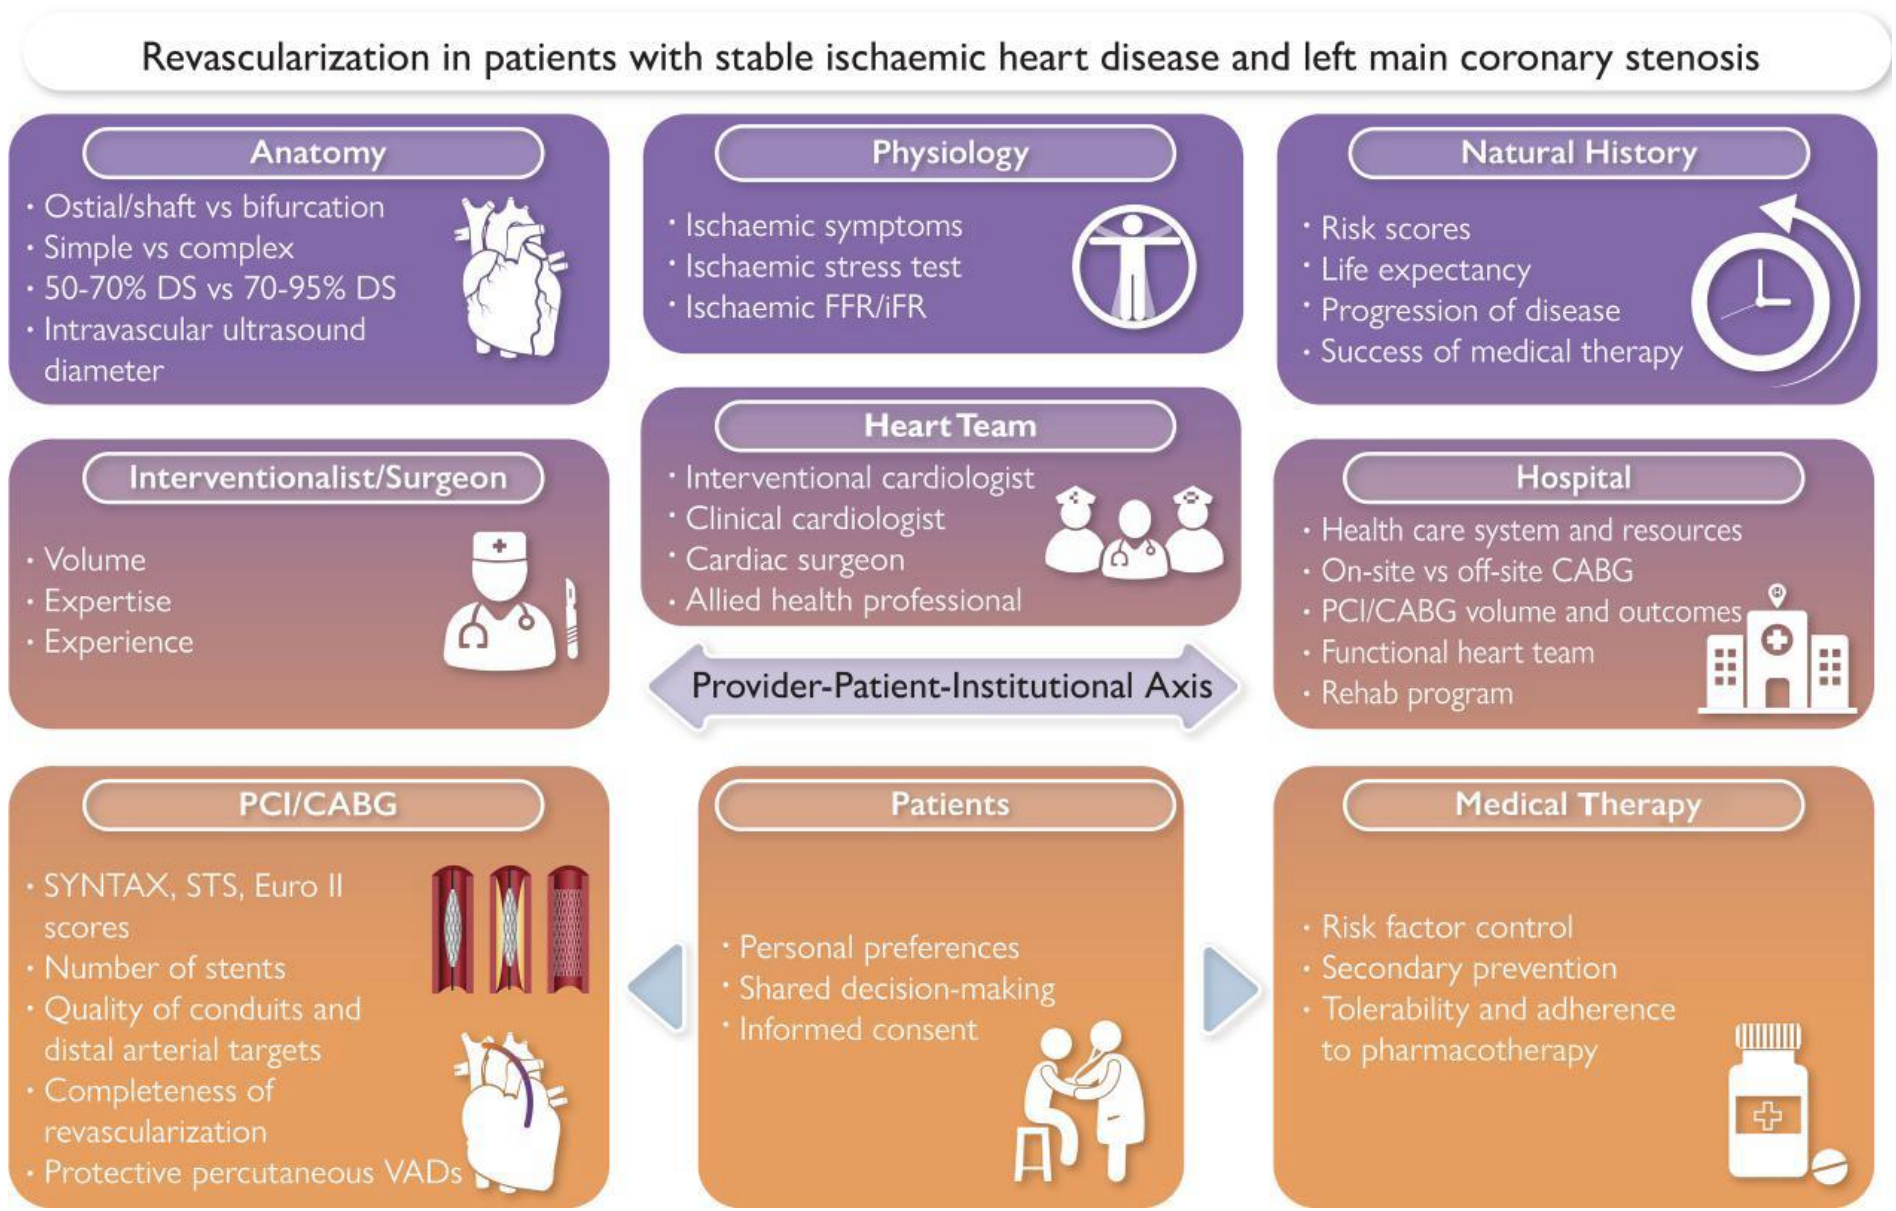 Revascularization in patients with stable ischaemic heart disease and left main coronary stenosis
Anatomy
· Ostial/shaft vs bifurcation
· Simple vs complex
· 50-70% DS vs 70-95% DS
· Intravascular ultrasound
diameter
Physiology
· Ischaemic symptoms
· Ischaemic stress test
· Ischaemic FFR/iFR
Natural History
· Risk scores
· Life expectancy
· Progression of disease
· Success of medical therapy
Interventionalist/Surgeon
· Volume
· Expertise
· Experience
Heart Team
· Interventional cardiologist
· Clinical cardiologist
· Cardiac surgeon
· Allied health professional
Provider-Patient-Institutional Axis
Hospital
· Health care system and resources
· On-site vs off-site CABG
· PCI/CABG volume and outcomes
· Functional heart team
· Rehab program
H
PCI/CABG
· SYNTAX, STS, Euro II
scores
· Number of stents
· Quality of conduits and
distal arterial targets
· Completeness of
revascularization
· Protective percutaneous VADs
Patients
· Personal preferences
· Shared decision-making
· Informed consent
Medical Therapy
· Risk factor control
· Secondary prevention
· Tolerability and adherence
to pharmacotherapy